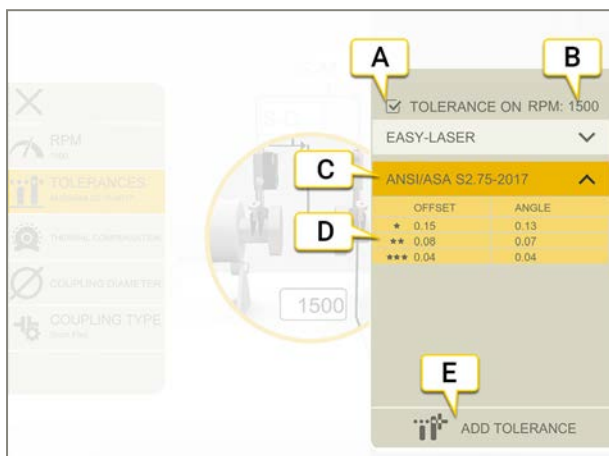 A
B
TOLERANCE ON RPM: 1500
EASY-LASER
C
ANSI/ASA S2.75-2017
OFFSET ANGLE
D
* 0.15 0.13
** 0.08 0.07
*** 0.04 0.04
E
ADD TOLERANCE
RPM
TOLERANCES
THERMAL COMPENSATION
COUPLING DIAMETER
COUPLING TYPE
S-C
1500